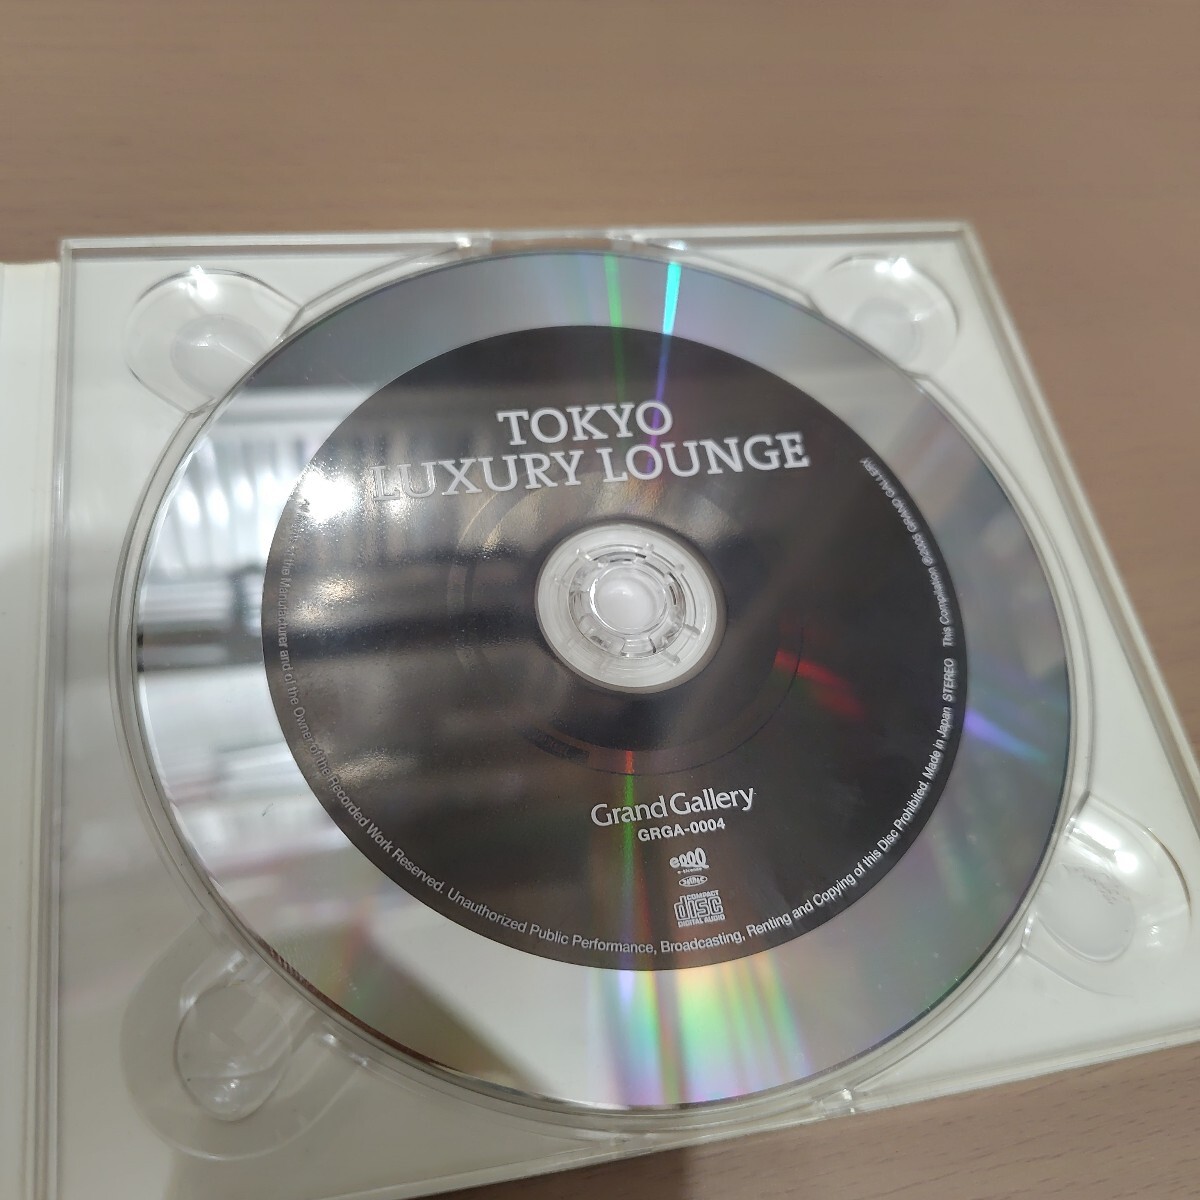 TOKYO
LUXURY LOUNGE
Grand Gallery
GRGA-0004
e-license
COMPACT
disc
DIGITAL AUDIO
the Manufacturer and of the Owner of the Recorded Work Reserved. Unauthorized Public Performance, Broadcasting, Renting and Copying of this Disc Prohibited. Made in Japan STEREO This Compilation ℗2005 GRAND GALLERY